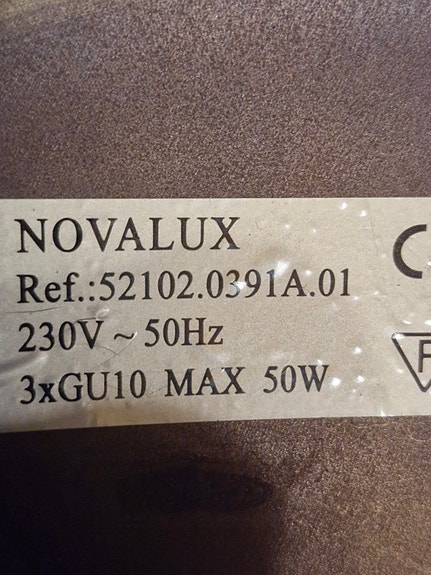 NOVALUX
Ref.:52102.0391A.01
230V ~ 50Hz
3xGU10 MAX 50W
C
F